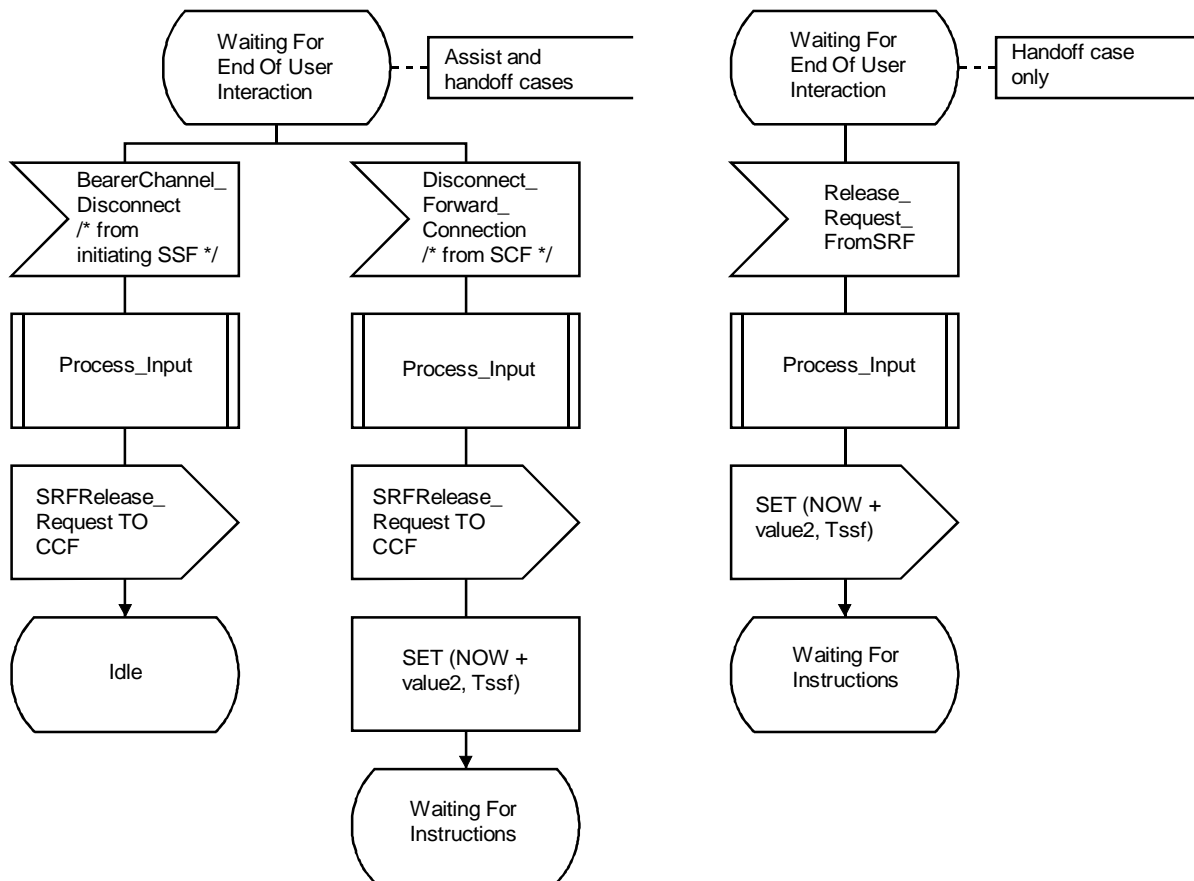 Waiting For
End Of User
Interaction
Assist and
handoff cases
BearerChannel_
Disconnect
/* from
initiating SSF */
Process_Input
SRFRelease_
Request TO
CCF
Idle
Disconnect_
Forward_
Connection
/* from SCF */
Process_Input
SRFRelease_
Request TO
CCF
SET (NOW +
value2, Tssf)
Waiting For
Instructions
Waiting For
End Of User
Interaction
Handoff case
only
Release_
Request_
FromSRF
Process_Input
SET (NOW +
value2, Tssf)
Waiting For
Instructions